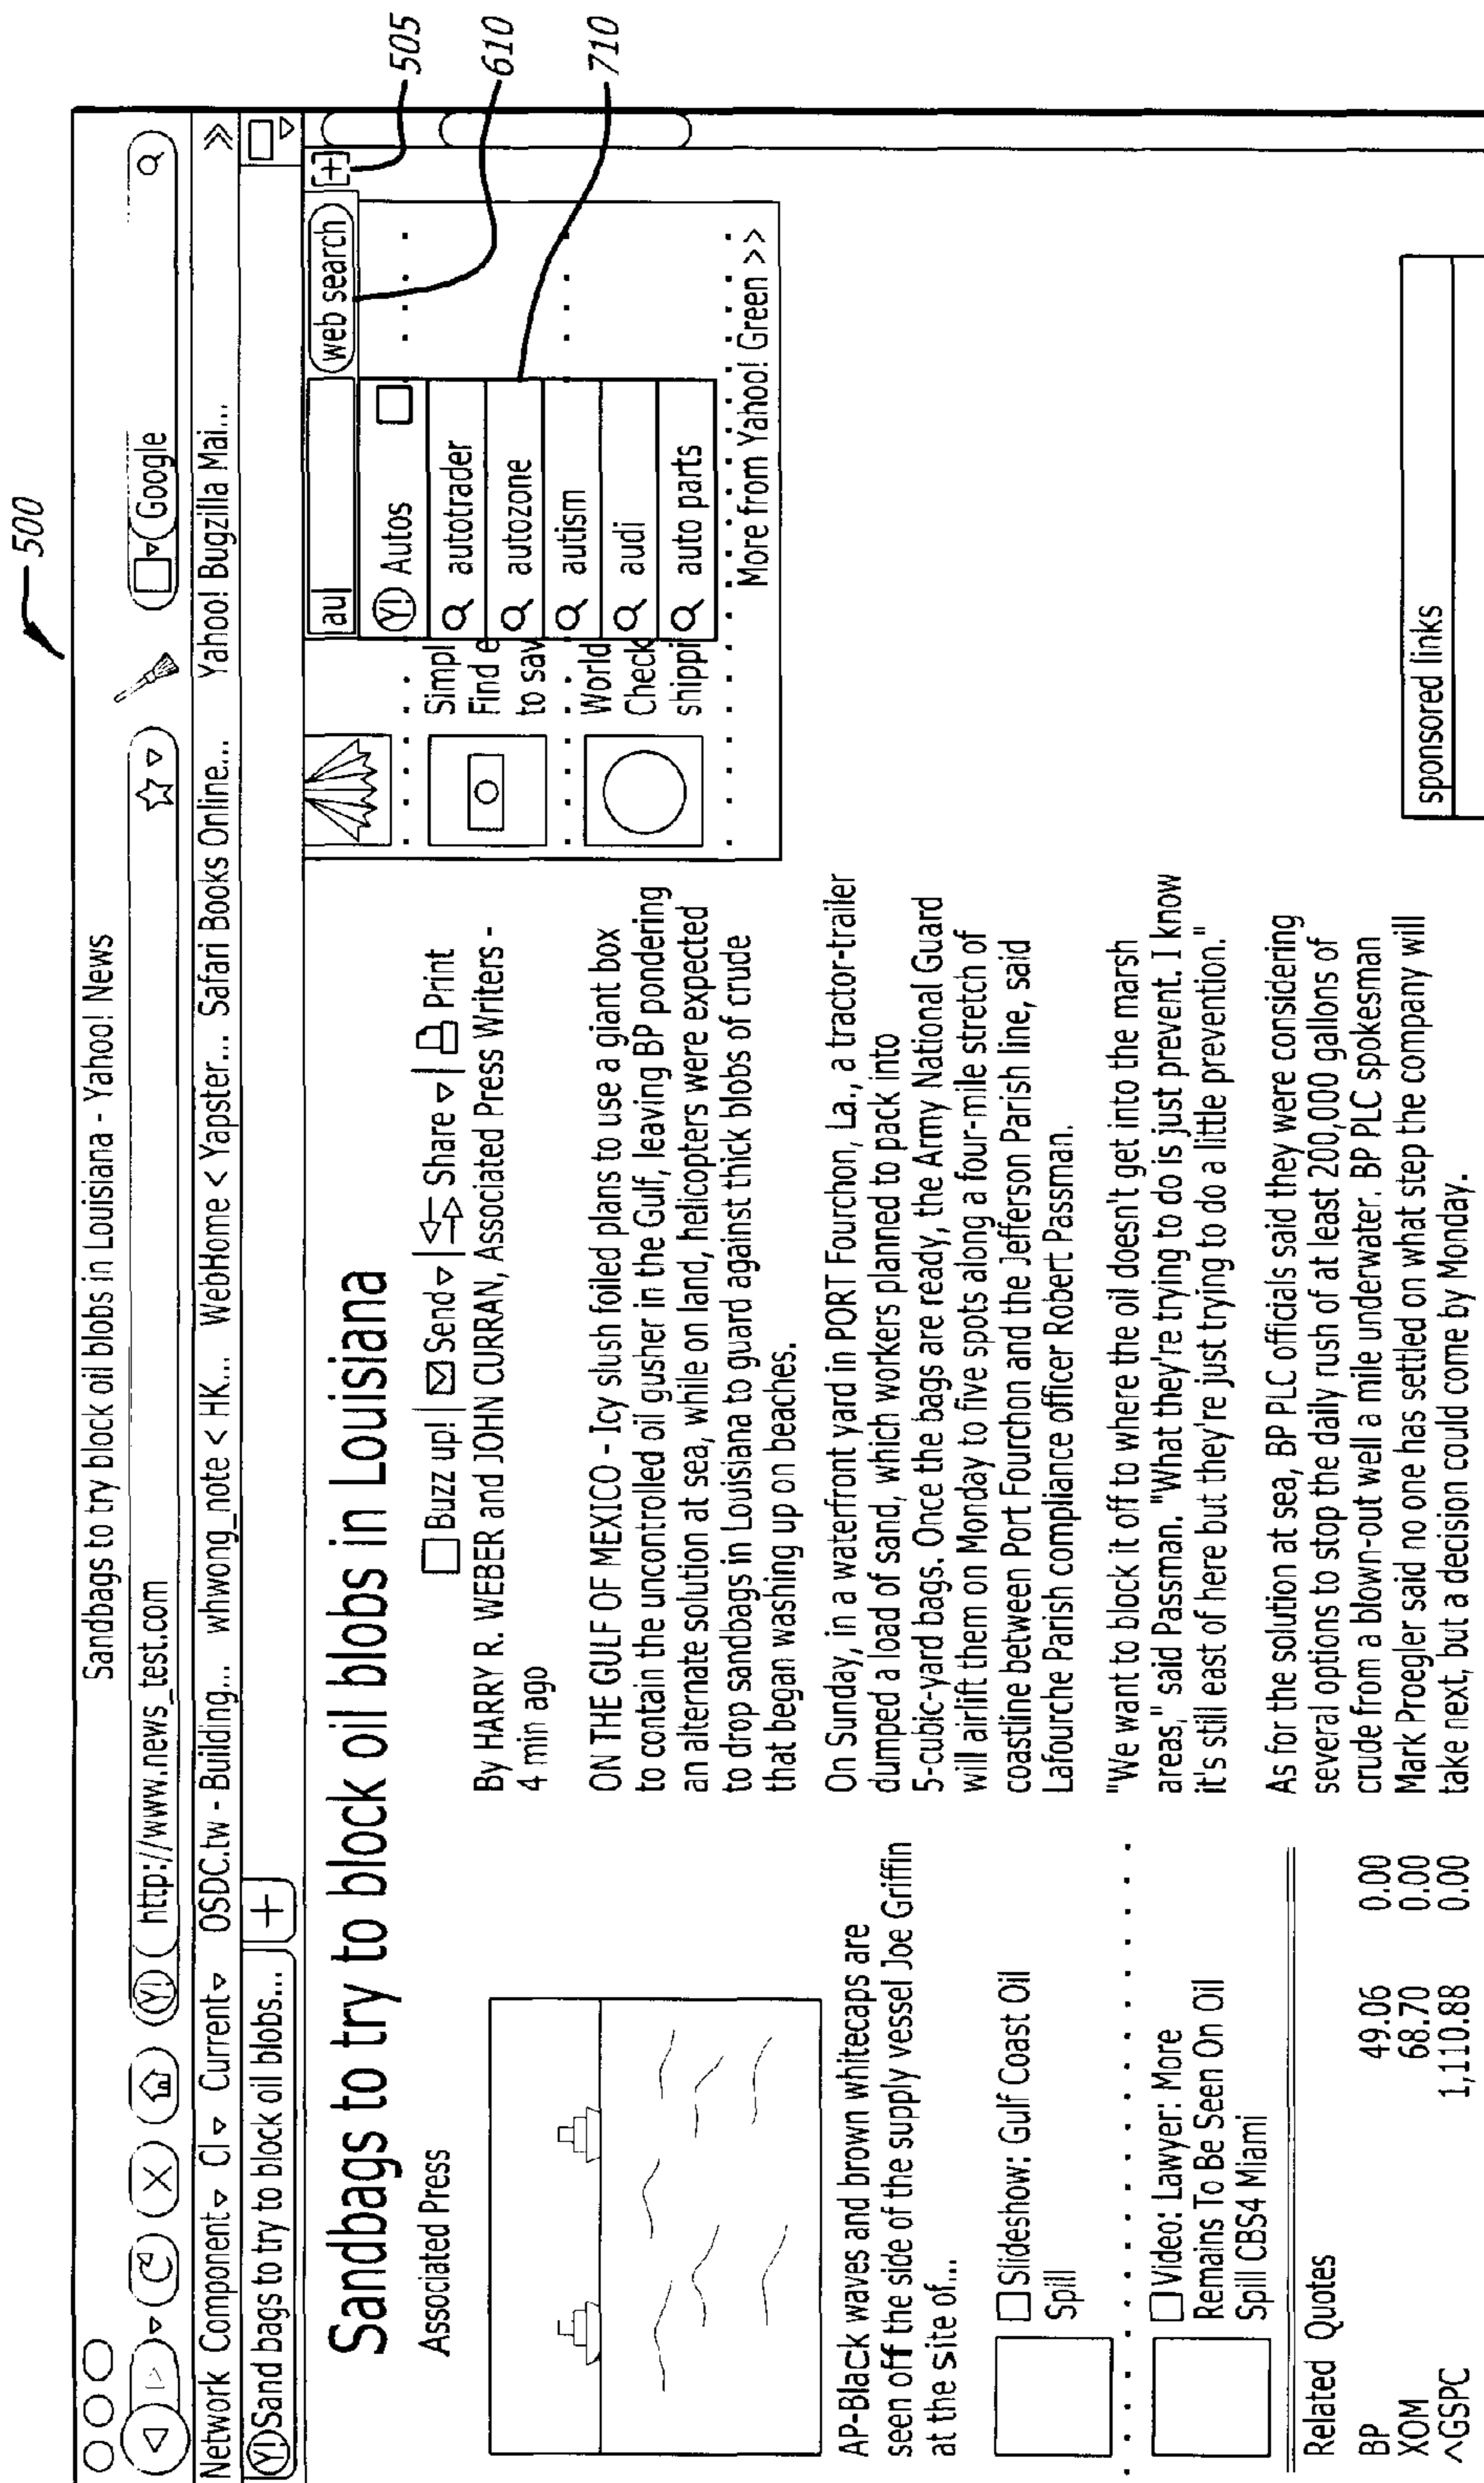 500
Sandbags to try block oil blobs in Louisiana - Yahoo! News
Y! http://www.news_test.com
Google
Network Component CI Current OSDC.tw - Building... whwong_note < HK... WebHome < Yapster... Safari Books Online... Yahoo! Bugzilla Mai... >>
Y! Sand bags to try to block oil blobs... +
Sandbags to try to block oil blobs in Louisiana
Associated Press
Buzz up! | Send | Share | Print
By HARRY R. WEBER and JOHN CURRAN, Associated Press Writers -
4 min ago
ON THE GULF OF MEXICO - Icy slush foiled plans to use a giant box
to contain the uncontrolled oil gusher in the Gulf, leaving BP pondering
an alternate solution at sea, while on land, helicopters were expected
to drop sandbags in Louisiana to guard against thick blobs of crude
that began washing up on beaches.
On Sunday, in a waterfront yard in PORT Fourchon, La., a tractor-trailer
dumped a load of sand, which workers planned to pack into
5-cubic-yard bags. Once the bags are ready, the Army National Guard
will airlift them on Monday to five spots along a four-mile stretch of
coastline between Port Fourchon and the Jefferson Parish line, said
Lafourche Parish compliance officer Robert Passman.
"We want to block it off to where the oil doesn't get into the marsh
areas," said Passman. "What they're trying to do is just prevent. I know
it's still east of here but they're just trying to do a little prevention."
As for the solution at sea, BP PLC officials said they were considering
several options to stop the daily rush of at least 200,000 gallons of
crude from a blown-out well a mile underwater. BP PLC spokesman
Mark Proegler said no one has settled on what step the company will
take next, but a decision could come by Monday.
AP-Black waves and brown whitecaps are
seen off the side of the supply vessel Joe Griffin
at the site of...
Slideshow: Gulf Coast Oil
Spill
Video: Lawyer: More
Remains To Be Seen On Oil
Spill CBS4 Miami
Related Quotes
BP 49.06 0.00
XOM 68.70 0.00
^GSPC 1,110.88 0.00
au
web search
[+]
505
610
710
Y! Autos
autotrader
autozone
autism
audi
auto parts
Simpl
Find e
to sav
World
Check
shippi
More from Yahoo! Green >>
sponsored links